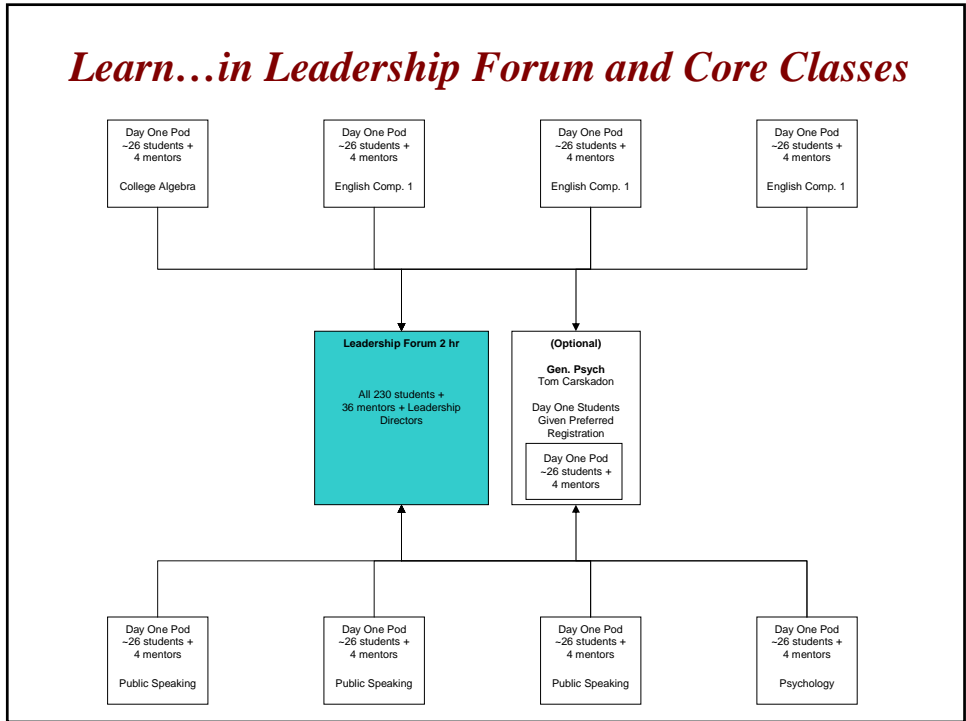 Learn…in Leadership Forum and Core Classes
Day One Pod
~26 students +
4 mentors
College Algebra
Day One Pod
~26 students +
4 mentors
English Comp. 1
Day One Pod
~26 students +
4 mentors
English Comp. 1
Day One Pod
~26 students +
4 mentors
English Comp. 1
Leadership Forum 2 hr
All 230 students +
36 mentors + Leadership
Directors
(Optional)
Gen. Psych
Tom Carskadon
Day One Students
Given Preferred
Registration
Day One Pod
~26 students +
4 mentors
Day One Pod
~26 students +
4 mentors
Public Speaking
Day One Pod
~26 students +
4 mentors
Public Speaking
Day One Pod
~26 students +
4 mentors
Public Speaking
Day One Pod
~26 students +
4 mentors
Psychology